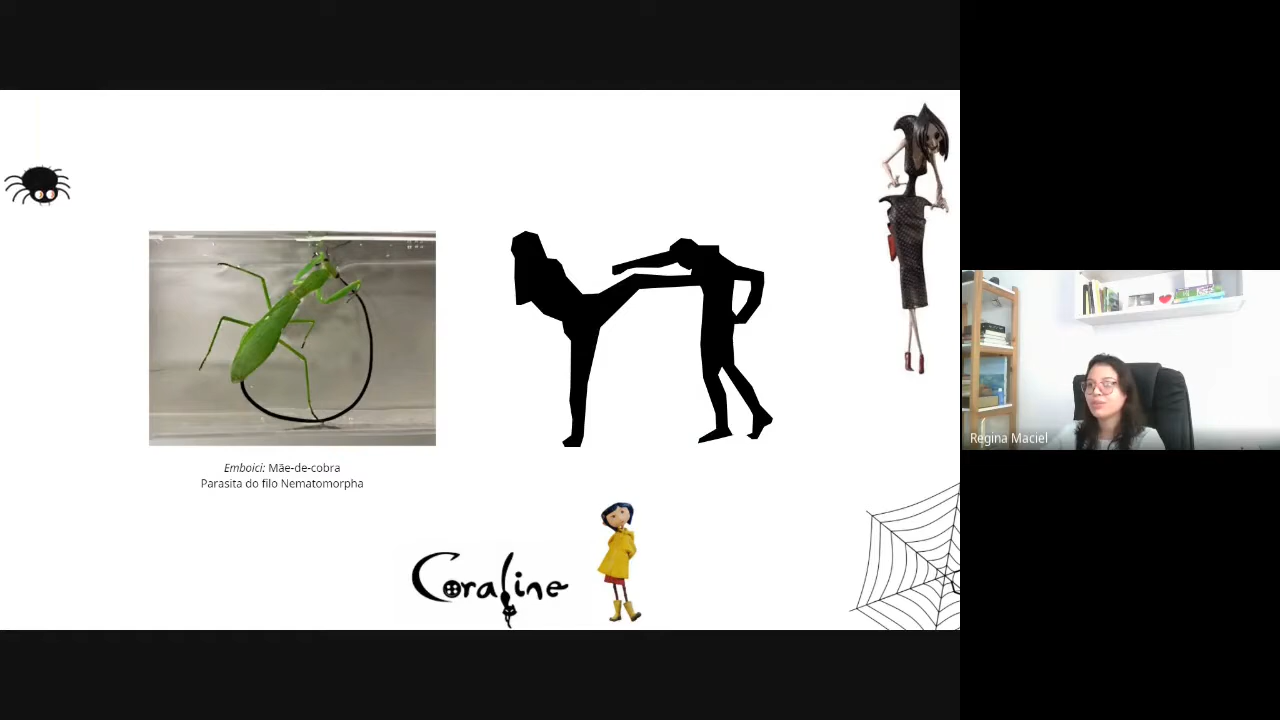 Emboici: Mãe-de-cobra
Parasita do filo Nematomorpha
Coraline
Regina Maciel